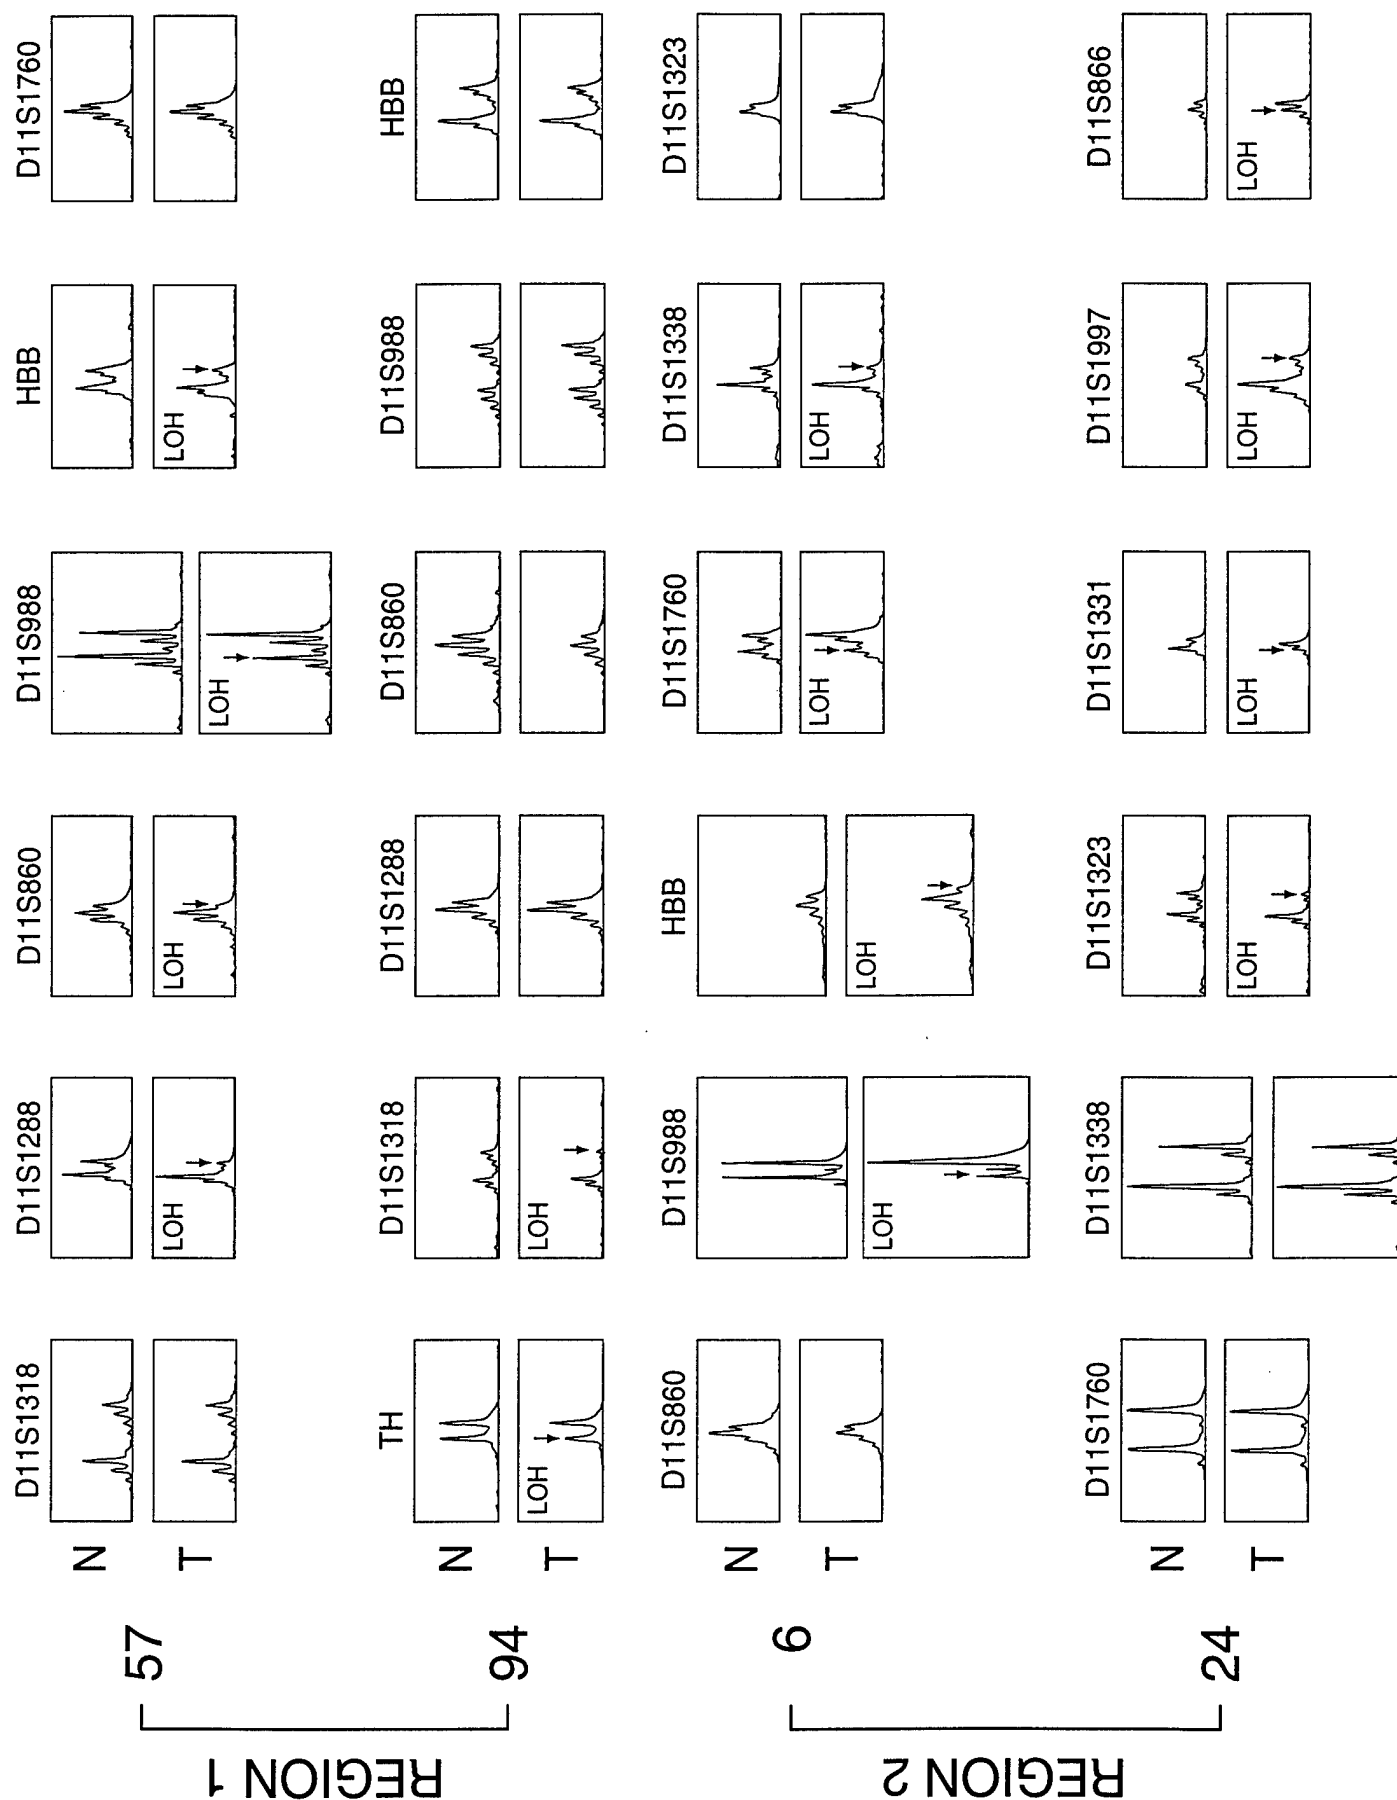 REGION 1
57
N
T
D11S1318
D11S1288
LOH
D11S860
LOH
D11S988
LOH
HBB
LOH
D11S1760
94
N
T
TH
LOH
D11S1318
LOH
D11S1288
D11S860
D11S988
HBB
REGION 2
6
N
T
D11S860
D11S988
LOH
HBB
LOH
D11S1760
LOH
D11S1338
LOH
D11S1323
24
N
T
D11S1760
D11S1338
D11S1323
LOH
D11S1331
LOH
D11S1997
LOH
D11S866
LOH